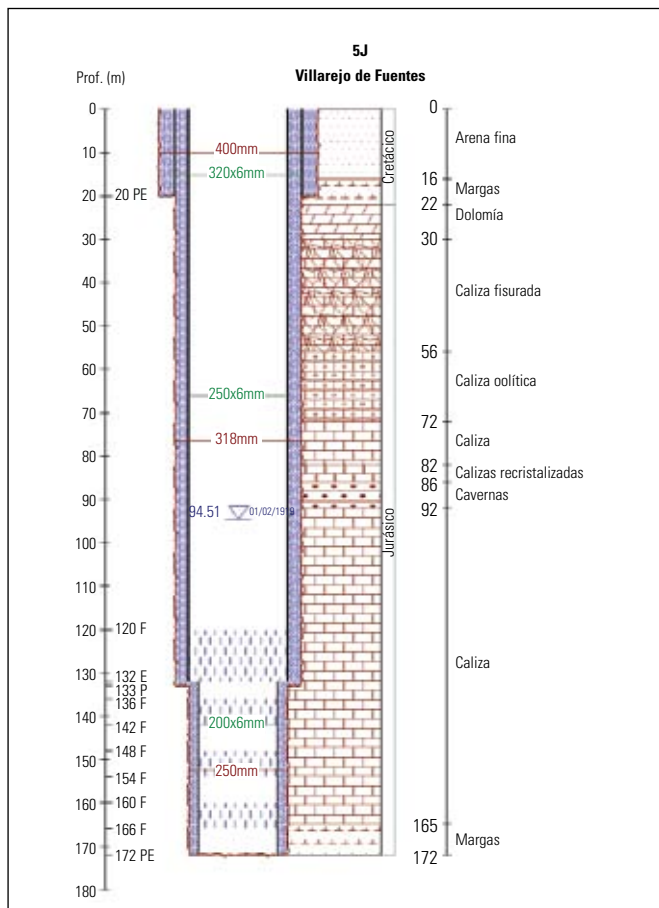 5J
Villarejo de Fuentes
Prof. (m)
0
10
20
30
40
50
60
70
80
90
100
110
120
130
140
150
160
170
180
20 PE
120 F
132 E
133 P
136 F
142 F
148 F
154 F
160 F
166 F
172 PE
400mm
320x6mm
250x6mm
318mm
94.51
200x6mm
250mm
Cretácico
Jurásico
0
Arena fina
16
Margas
22
Dolomía
30
Caliza fisurada
56
Caliza oolítica
72
Caliza
82
Calizas recristalizadas
86
Cavernas
92
Caliza
165
Margas
172